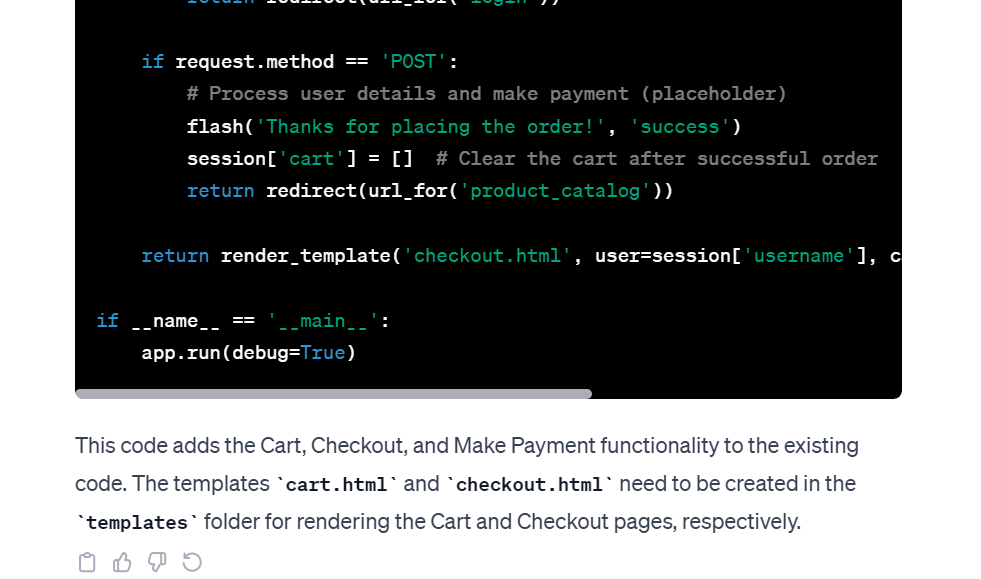 return redirect(url_for('login'))
if request.method == 'POST':
# Process user details and make payment (placeholder)
flash('Thanks for placing the order!', 'success')
session['cart'] = []  # Clear the cart after successful order
return redirect(url_for('product_catalog'))
return render_template('checkout.html', user=session['username'], c
if __name__ == '__main__':
app.run(debug=True)
This code adds the Cart, Checkout, and Make Payment functionality to the existing
code. The templates `cart.html` and `checkout.html` need to be created in the
`templates` folder for rendering the Cart and Checkout pages, respectively.